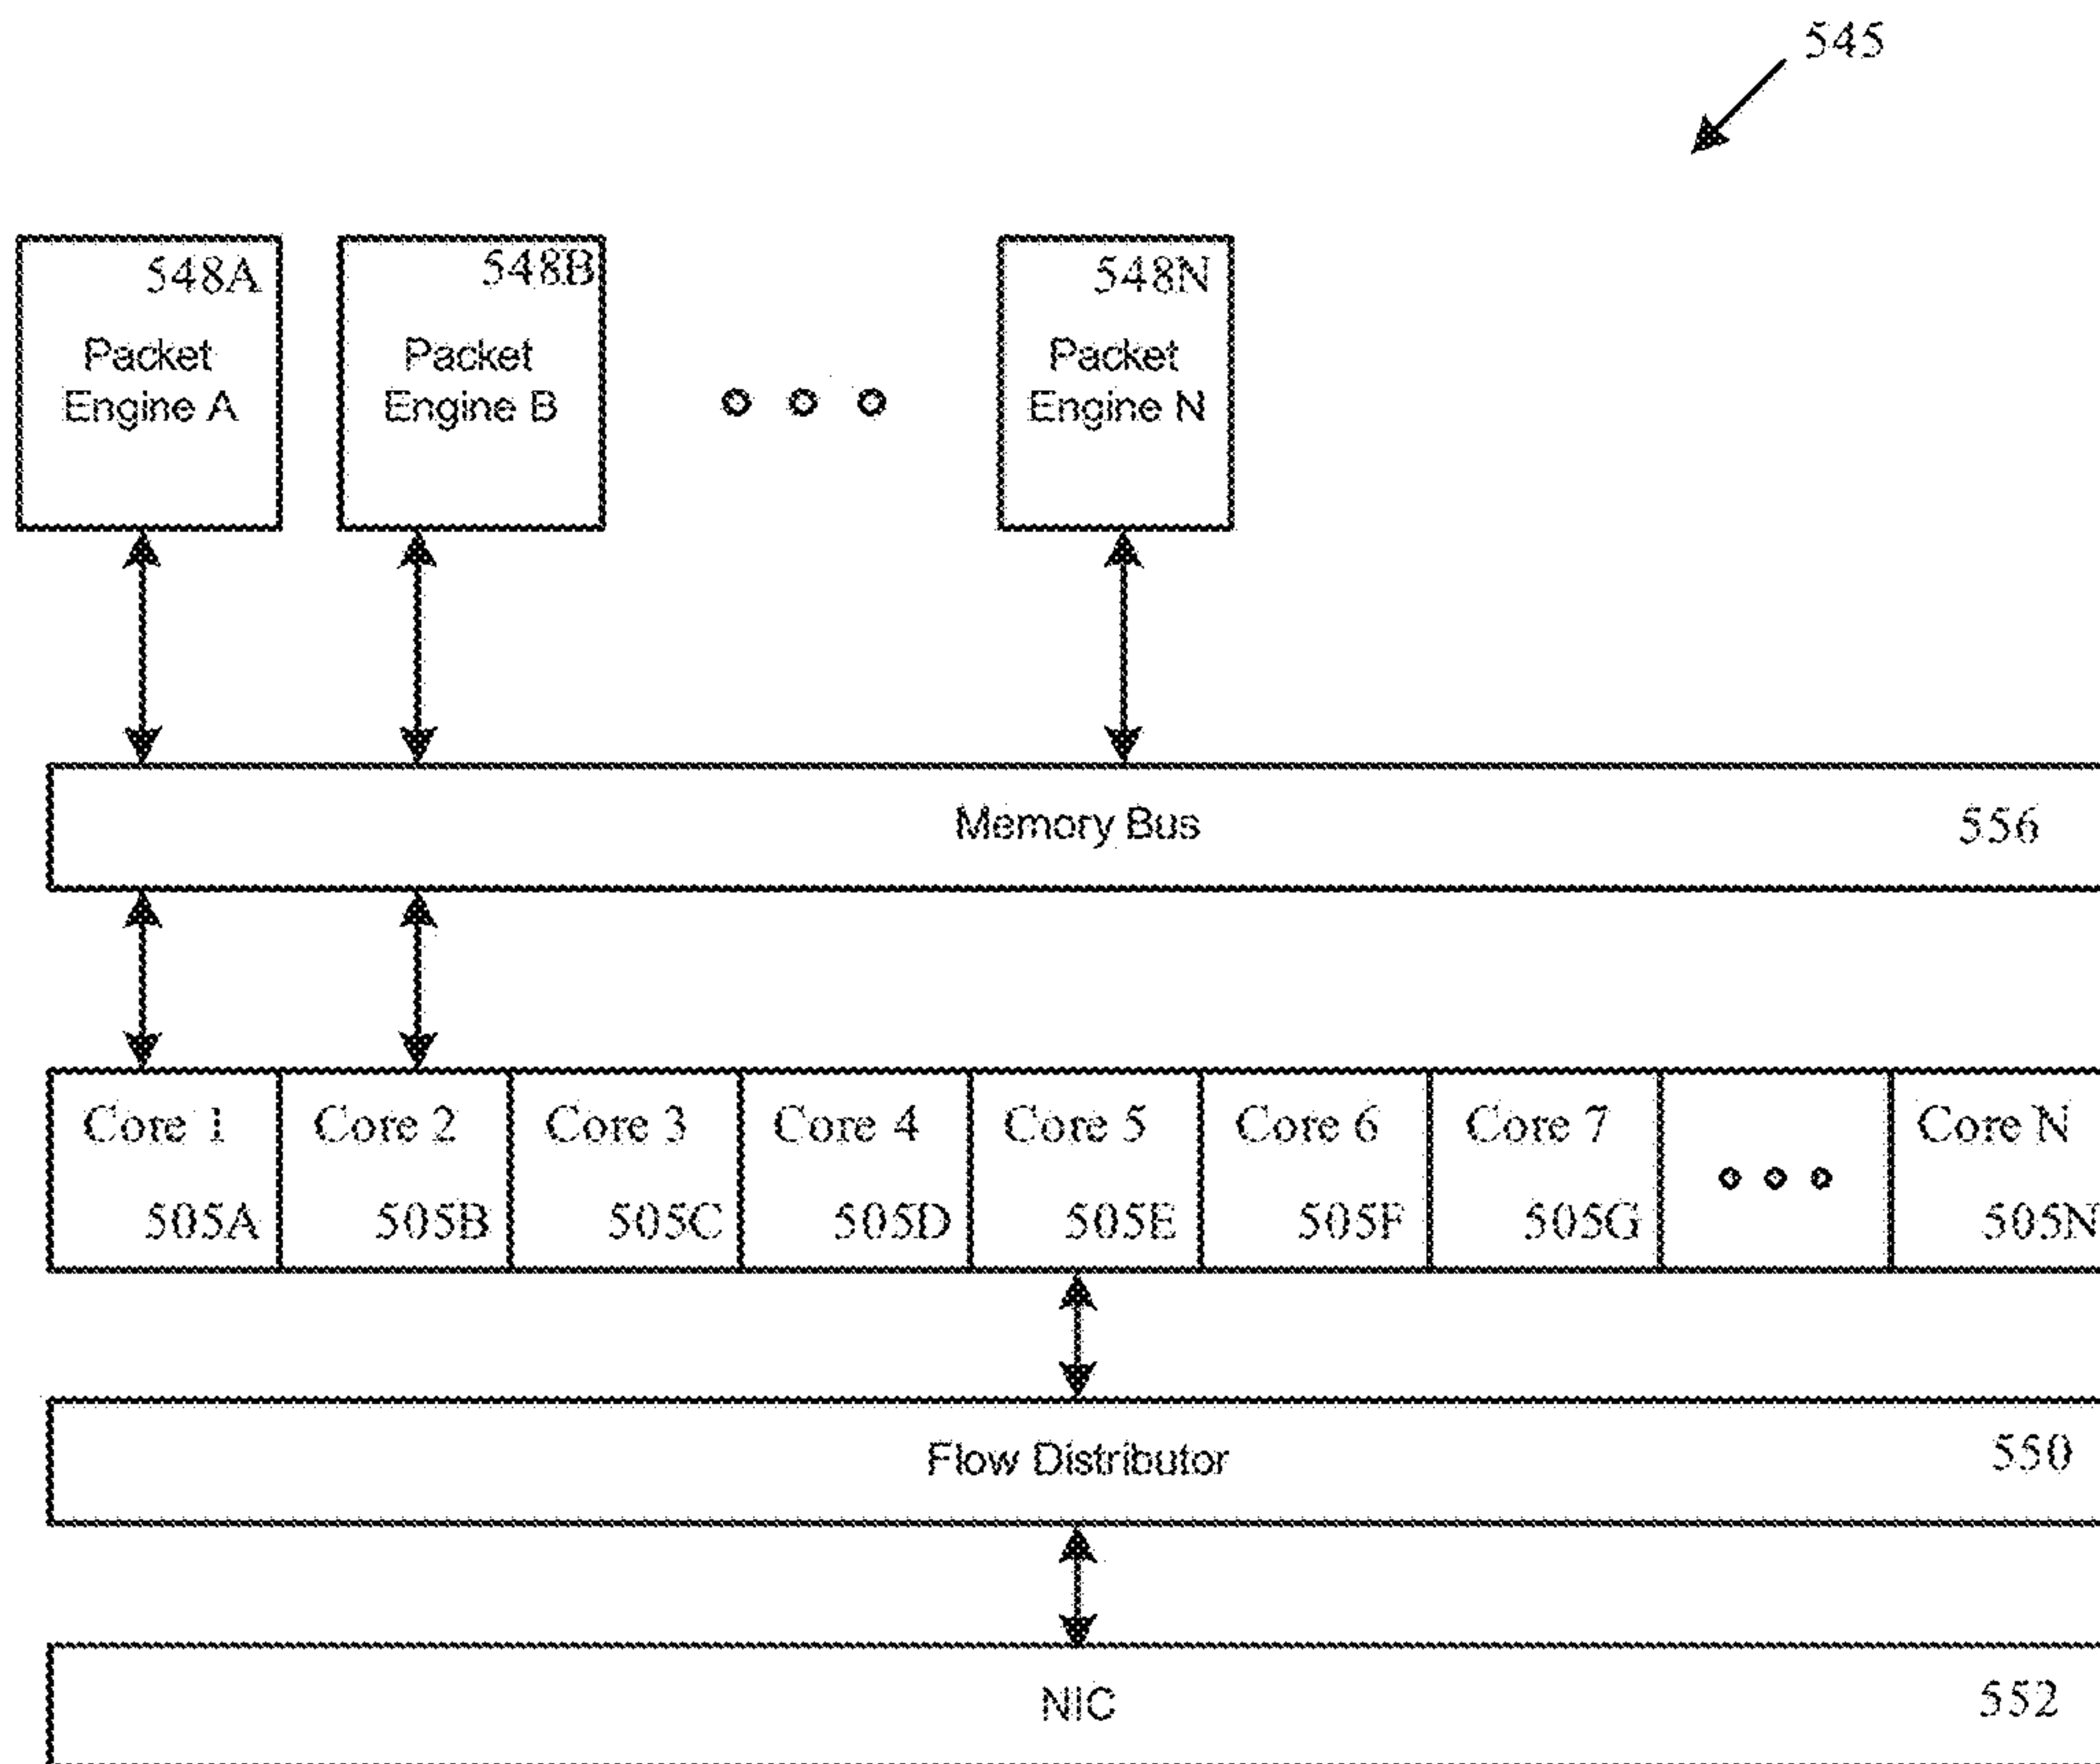 545
548A
Packet
Engine A
548B
Packet
Engine B
548N
Packet
Engine N
Memory Bus 556
Core 1 Core 2 Core 3 Core 4 Core 5 Core 6 Core 7 Core N
505A 505B 505C 505D 505E 505F 505G 505N
Flow Distributor 550
NIC 552